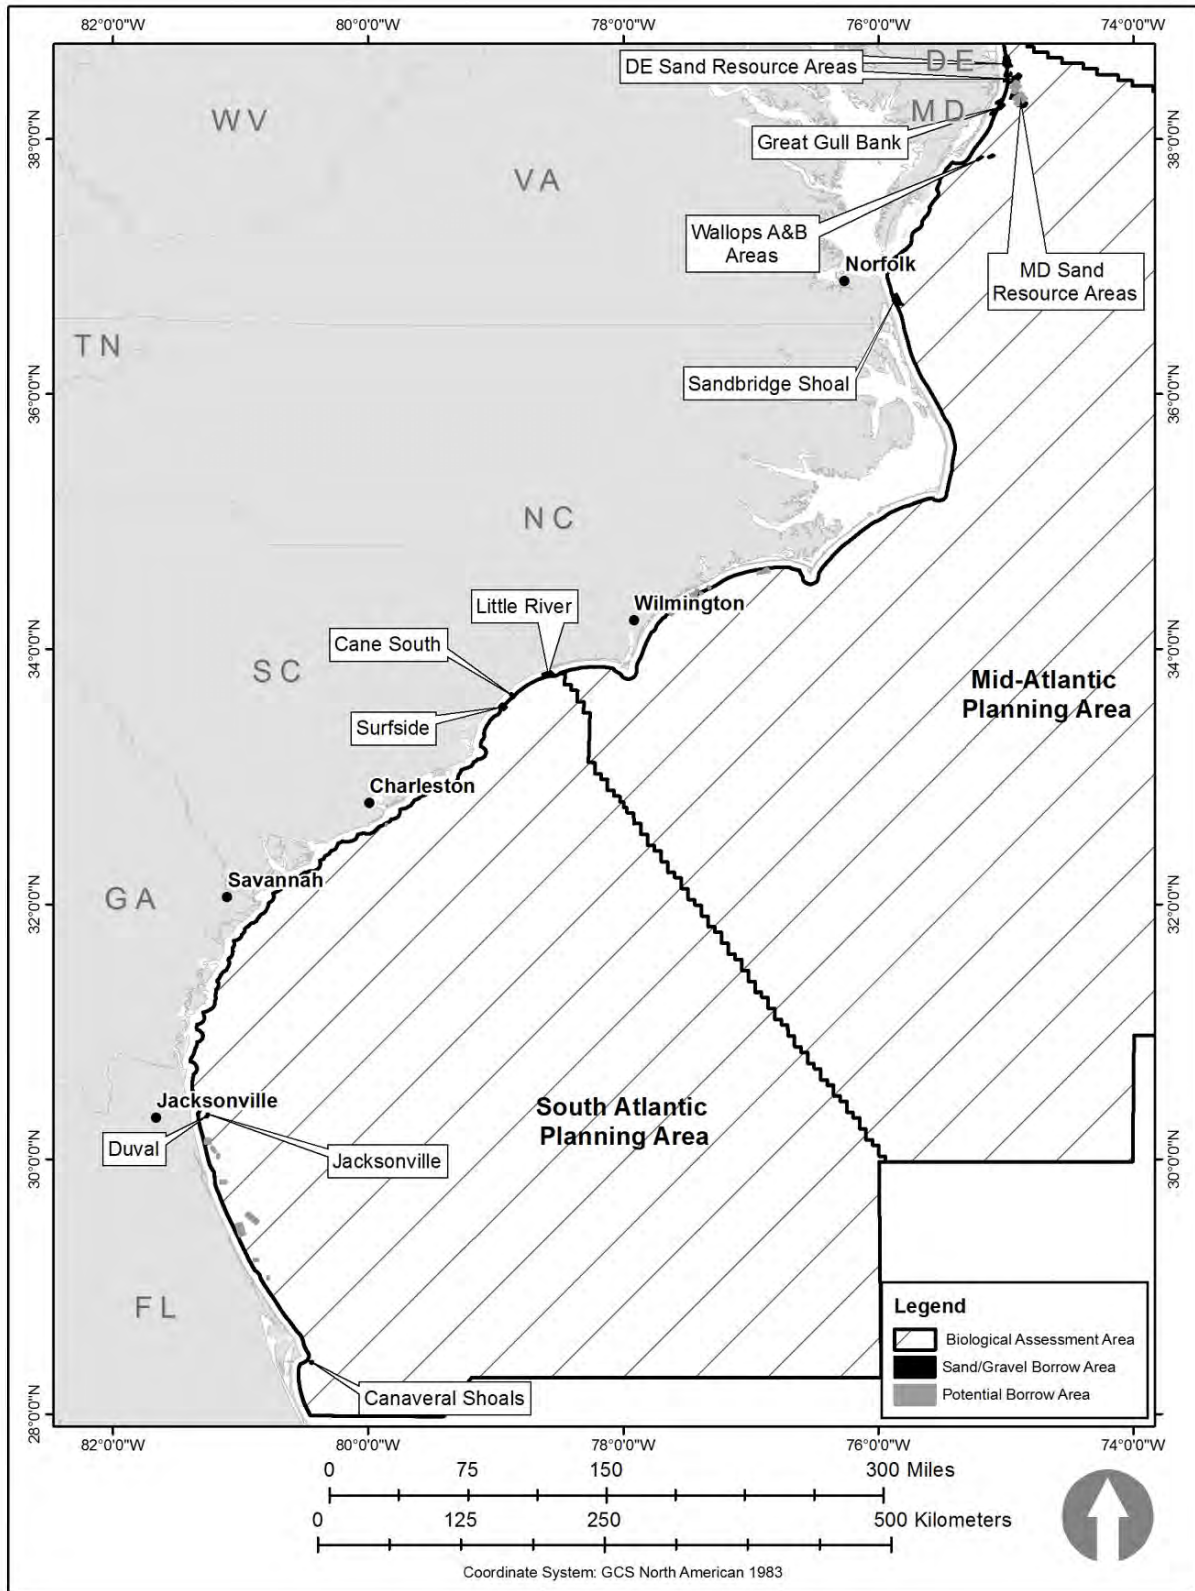 82°0'0"W
80°0'0"W
78°0'0"W
76°0'0"W
74°0'0"W
DE
DE Sand Resource Areas
MD
WV
Great Gull Bank
38°0'0"N
38°0'0"N
VA
Wallops A&B
Areas
Norfolk
MD Sand
Resource Areas
TN
Sandbridge Shoal
36°0'0"N
36°0'0"N
NC
Little River
Wilmington
Cane South
34°0'0"N
34°0'0"N
SC
Mid-Atlantic
Planning Area
Surfside
Charleston
Savannah
GA
32°0'0"N
32°0'0"N
Jacksonville
South Atlantic
Planning Area
Duval
Jacksonville
30°0'0"N
30°0'0"N
FL
Legend
Biological Assessment Area
Sand/Gravel Borrow Area
Potential Borrow Area
Canaveral Shoals
28°0'0"N
28°0'0"N
82°0'0"W
80°0'0"W
78°0'0"W
76°0'0"W
74°0'0"W
0 75 150 300 Miles
0 125 250 500 Kilometers
Coordinate System: GCS North American 1983